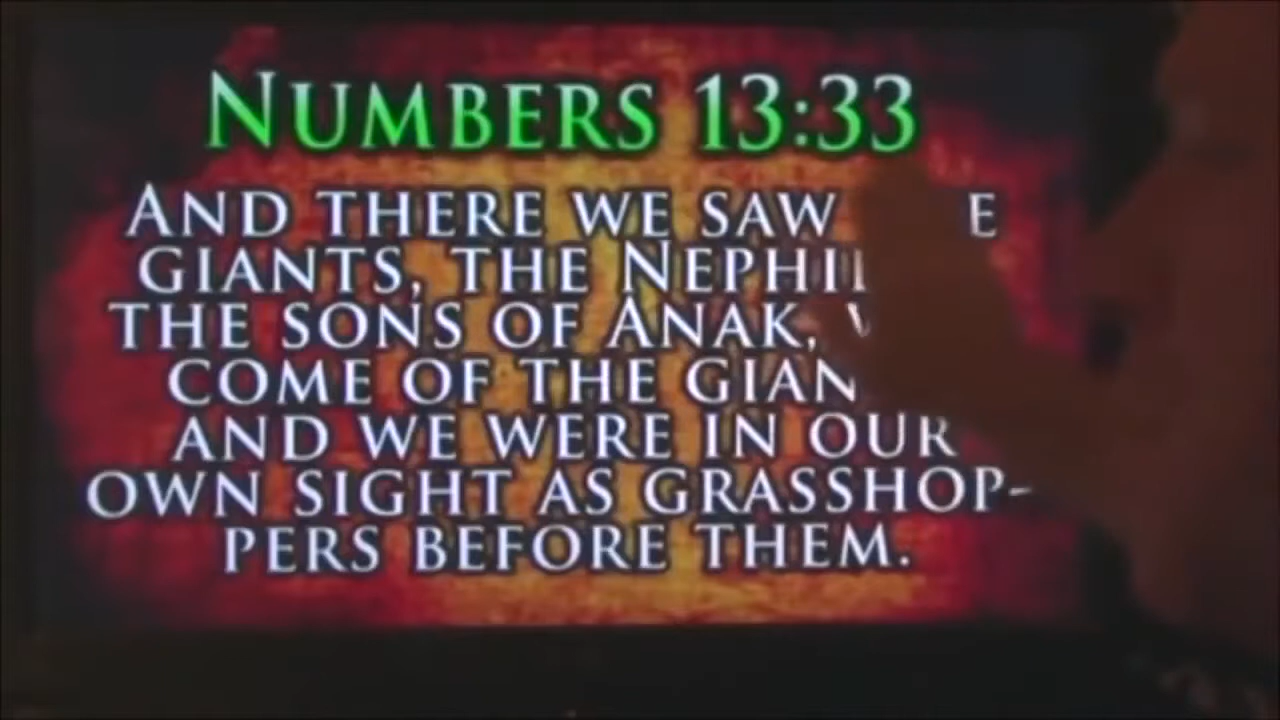 NUMBERS 13:33
AND THERE WE SAW
GIANTS, THE
THE SONS OF ANAK,
COME OF THE
AND WE WERE IN OUR
OWN SIGHT AS GRASSHOP-
PERS BEFORE THEM.